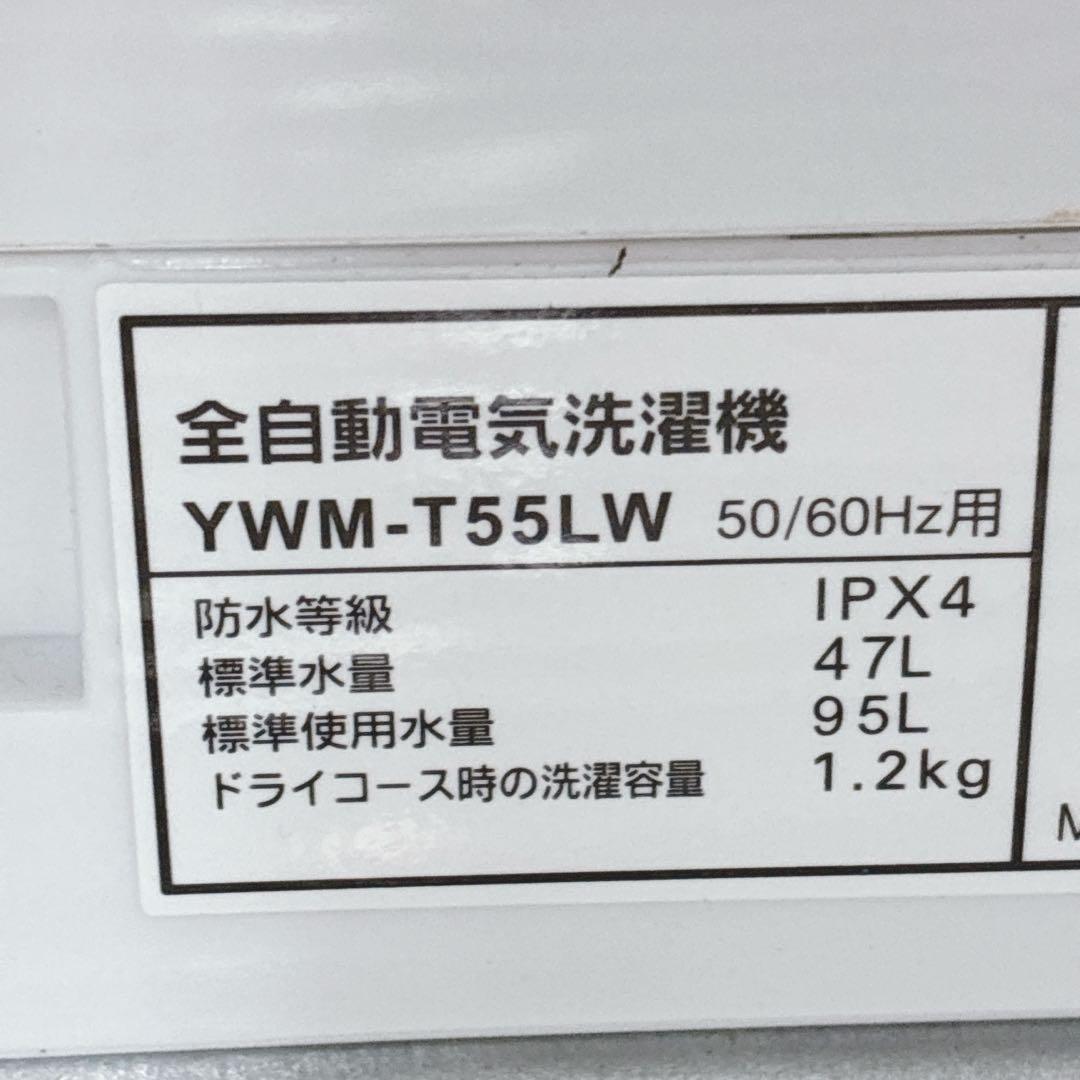 全自動電気洗濯機
YWM-T55LW 50/60Hz用
防水等級 IPX4
標準水量 47L
標準使用水量 95L
ドライコース時の洗濯容量 1.2kg